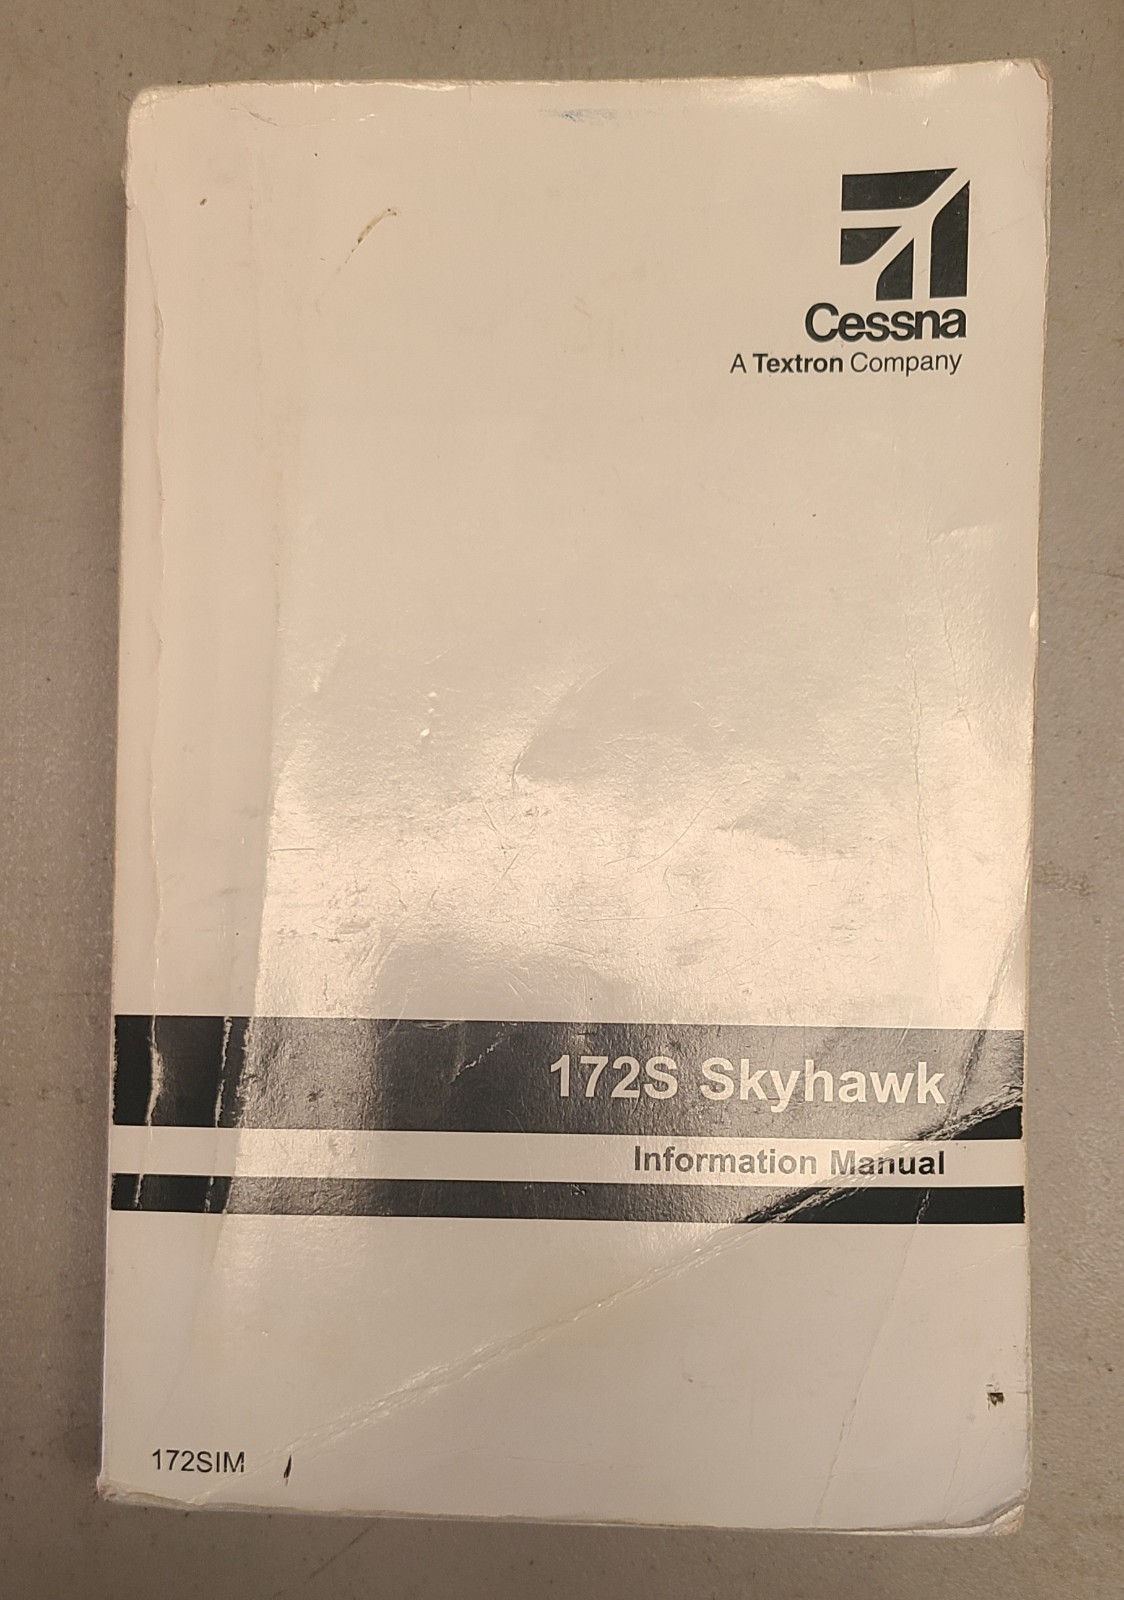 Cessna
A Textron Company
172S Skyhawk
Information Manual
172SIM